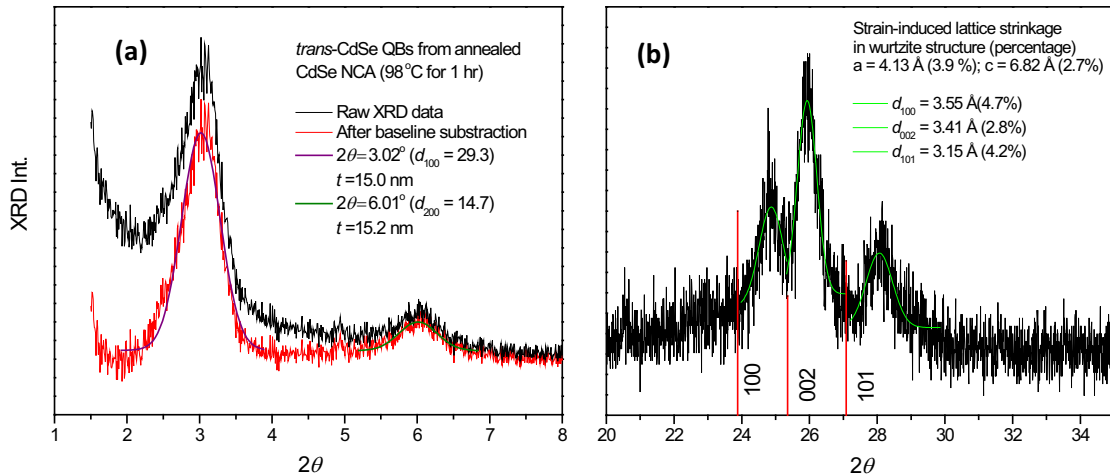 (a)
trans-CdSe QBs from annealed
CdSe NCA (98°C for 1 hr)
Raw XRD data
After baseline substraction
2θ=3.02° (d100 = 29.3)
t=15.0 nm
2θ=6.01° (d200 = 14.7)
t=15.2 nm
XRD Int.
1 2 3 4 5 6 7 8
2θ
(b)
Strain-induced lattice strinkage
in wurtzite structure (percentage)
a = 4.13 Å (3.9 %); c = 6.82 Å (2.7%)
d100 = 3.55 Å(4.7%)
d002 = 3.41 Å (2.8%)
d101 = 3.15 Å (4.2%)
100
002
101
20 22 24 26 28 30 32 34
2θ